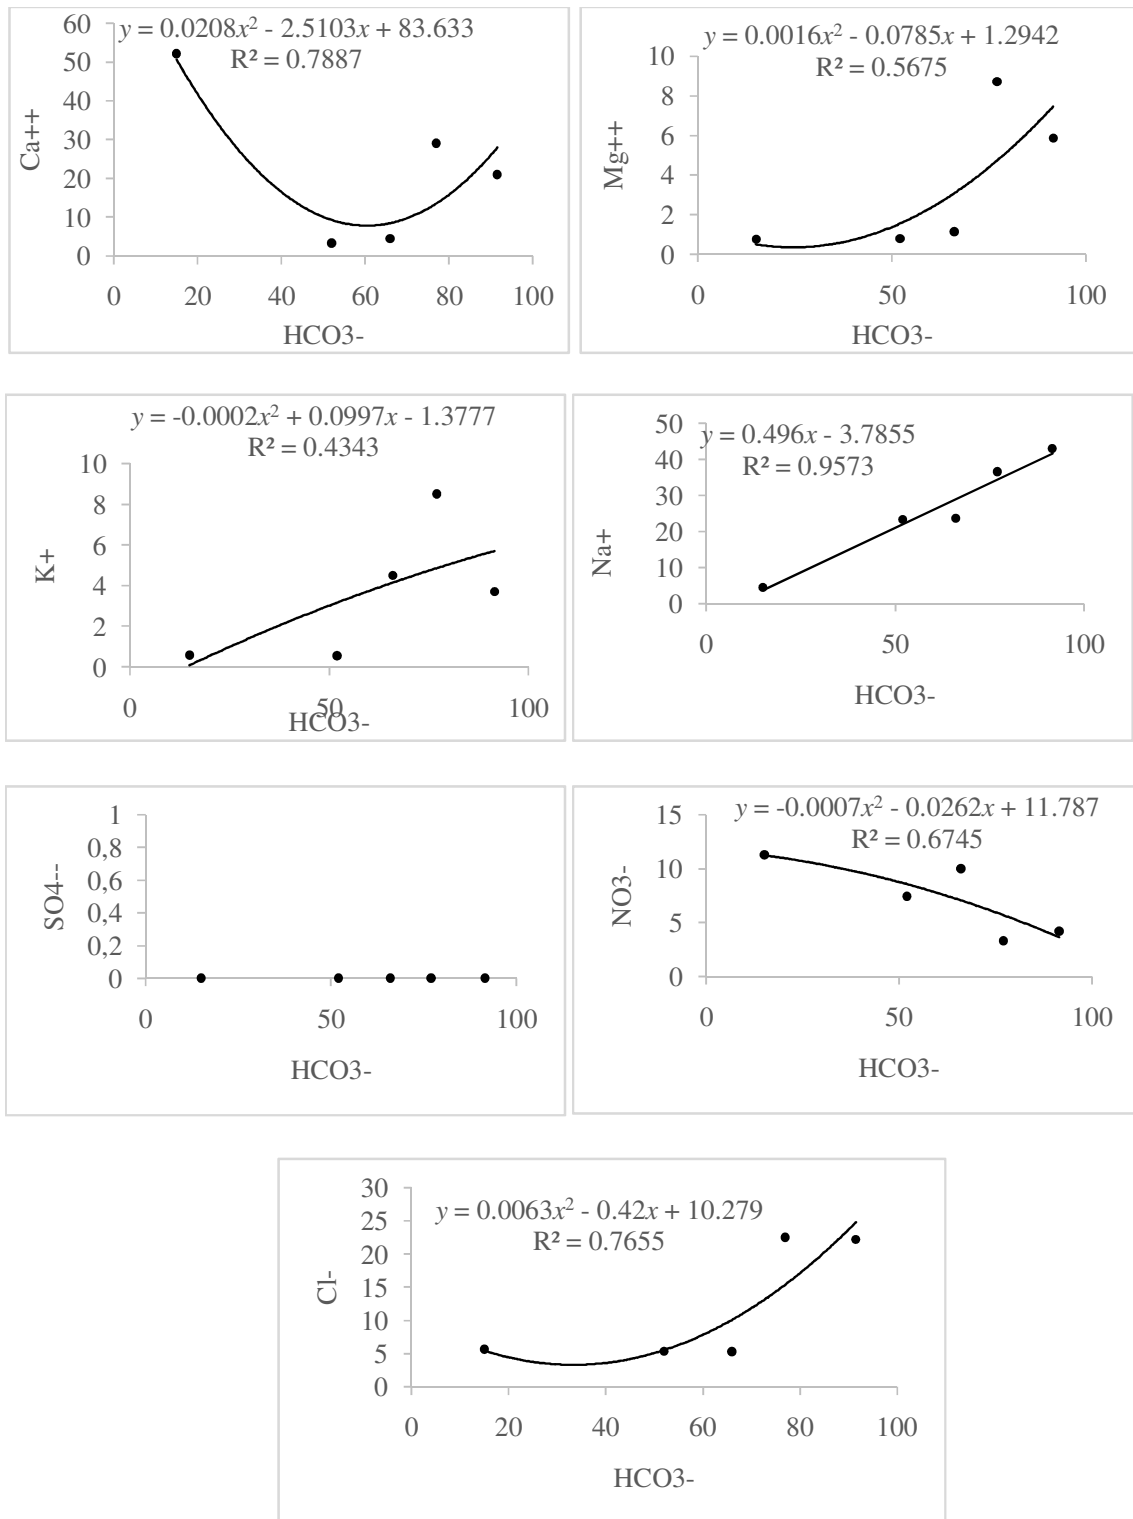 y = 0.0208x² - 2.5103x + 83.633
R² = 0.7887
60
50
40
30
20
10
0
Ca++
0 20 40 60 80 100
HCO3-
y = 0.0016x² - 0.0785x + 1.2942
R² = 0.5675
10
8
6
4
2
0
Mg++
0 50 100
HCO3-
y = -0.0002x² + 0.0997x - 1.3777
R² = 0.4343
10
8
6
4
2
0
K+
0 50 100
HCO3-
y = 0.496x - 3.7855
R² = 0.9573
50
40
30
20
10
0
Na+
0 50 100
HCO3-
1
0,8
0,6
0,4
0,2
0
SO4--
0 50 100
HCO3-
y = -0.0007x² - 0.0262x + 11.787
R² = 0.6745
15
10
5
0
NO3-
0 50 100
HCO3-
y = 0.0063x² - 0.42x + 10.279
R² = 0.7655
30
25
20
15
10
5
0
Cl-
0 20 40 60 80 100
HCO3-